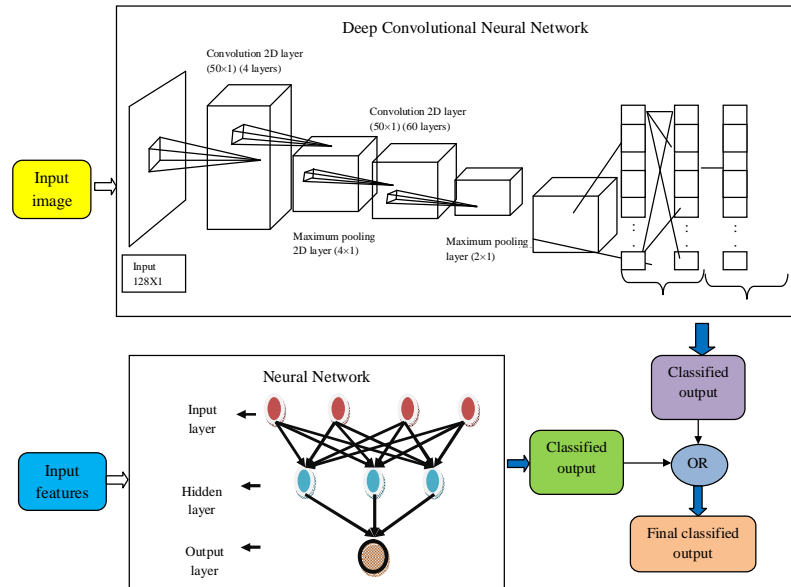 Deep Convolutional Neural Network
Convolution 2D layer
(50×1) (4 layers)
Convolution 2D layer
(50×1) (60 layers)
Input
image
Maximum pooling
2D layer (4×1)
Maximum pooling
layer (2×1)
Input
128X1
Neural Network
Input
layer
Classified
output
Input
features
Hidden
layer
Classified
output
OR
Output
layer
Final classified
output